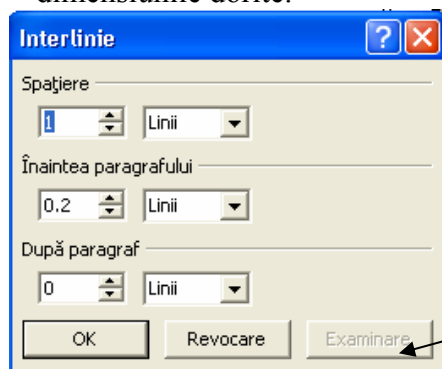 Interlinie
Spaţiere
1 Linii
Înaintea paragrafului
0.2 Linii
După paragraf
0 Linii
OK Revocare Examinare